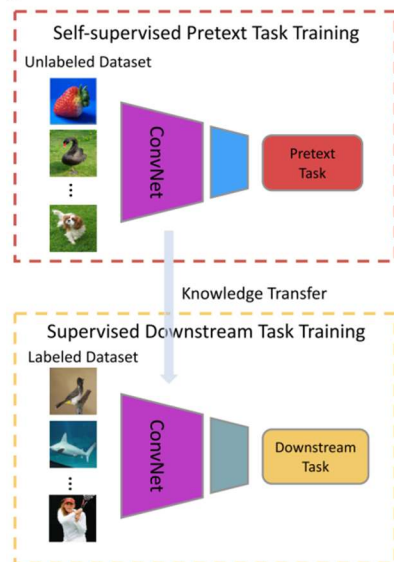 Self-supervised Pretext Task Training
Unlabeled Dataset
ConvNet
Pretext
Task
...
Knowledge Transfer
Supervised Downstream Task Training
Labeled Dataset
ConvNet
Downstream
Task
...